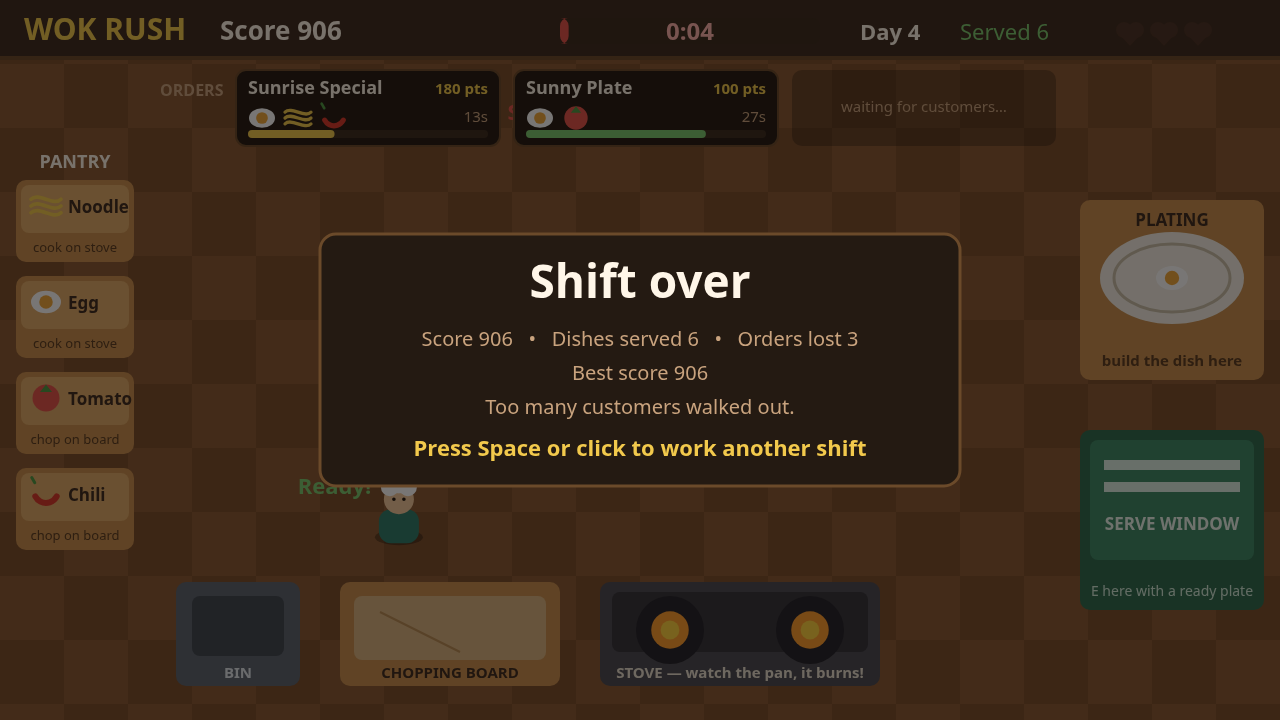 WOK RUSH
Score 906
0:04
Day 4
Served 6
ORDERS
Sunrise Special
180 pts
13s
Sunny Plate
100 pts
27s
waiting for customers...
PANTRY
Noodle
cook on stove
Egg
cook on stove
Tomato
chop on board
Chili
chop on board
PLATING
build the dish here
Shift over
Score 906 • Dishes served 6 • Orders lost 3
Best score 906
Too many customers walked out.
Press Space or click to work another shift
Ready!
SERVE WINDOW
E here with a ready plate
BIN
CHOPPING BOARD
STOVE — watch the pan, it burns!